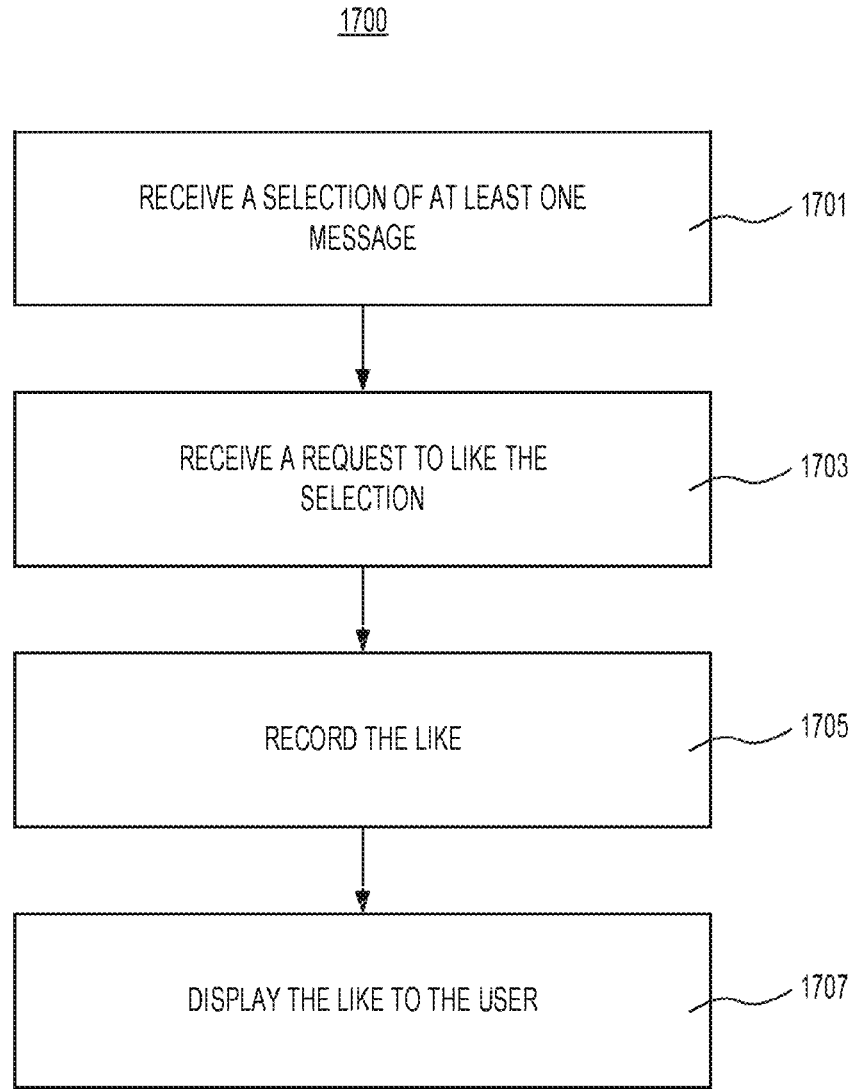 1700
RECEIVE A SELECTION OF AT LEAST ONE
MESSAGE
1701
RECEIVE A REQUEST TO LIKE THE
SELECTION
1703
RECORD THE LIKE
1705
DISPLAY THE LIKE TO THE USER
1707